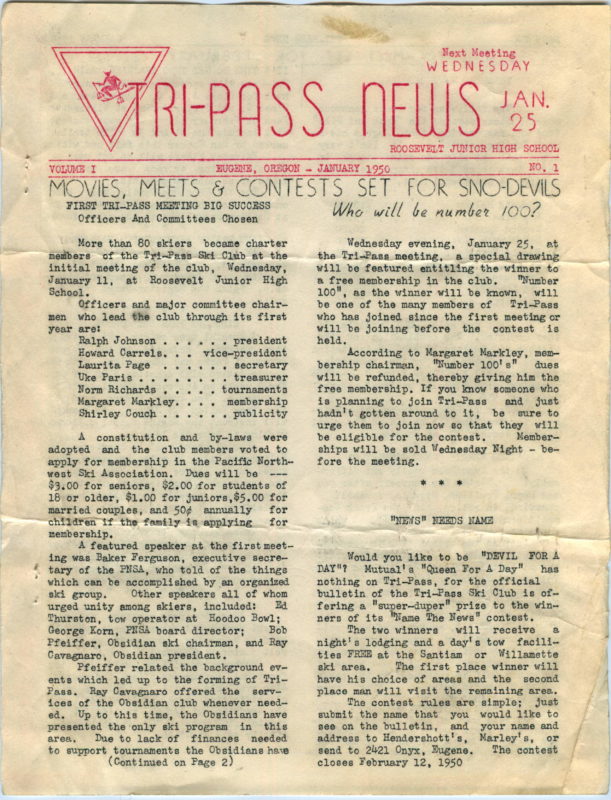 Next Meeting
WEDNESDAY
JAN.
25
TRI-PASS NEWS
ROOSEVELT JUNIOR HIGH SCHOOL
VOLUME I EUGENE, OREGON - JANUARY 1950 NO. 1
MOVIES, MEETS & CONTESTS SET FOR SNO-DEVILS
FIRST TRI-PASS MEETING BIG SUCCESS
Officers And Committees Chosen
More than 80 skiers became charter
members of the Tri-Pass Ski Club at the
initial meeting of the club, Wednesday,
January 11, at Roosevelt Junior High
School.
Officers and major committee chair-
men who lead the club through its first
year are:
Ralph Johnson . . . . . . president
Howard Carrels. . . vice-president
Laurita Page . . . . . . secretary
Uke Paris . . . . . . . . treasurer
Norm Richards . . . . . tournaments
Margaret Markley. . . . membership
Shirley Couch . . . . . . publicity
A constitution and by-laws were
adopted and the club members voted to
apply for membership in the Pacific North-
west Ski Association. Dues will be ---
$3.00 for seniors, $2.00 for students of
18 or older, $1.00 for juniors,$5.00 for
married couples, and 50¢ annually for
children if the family is applying for
membership.
A featured speaker at the first meet-
ing was Baker Ferguson, executive secre-
tary of the PNSA, who told of the things
which can be accomplished by an organized
ski group. Other speakers all of whom
urged unity among skiers, included: Ed
Thurston, tow operator at Hoodoo Bowl;
George Korn, PNSA board director; Bob
Pfeiffer, Obsidian ski chairman, and Ray
Cavagnaro, Obsidian president.
Pfeiffer related the background ev-
ents which led up to the forming of Tri-
Pass. Ray Cavagnaro offered the serv-
ices of the Obsidian club whenever need-
ed. Up to this time, the Obsidians have
presented the only ski program in this
area. Due to lack of finances needed
to support tournaments the Obsidians have
(Continued on Page 2)
Who will be number 100?
Wednesday evening, January 25, at
the Tri-Pass meeting, a special drawing
will be featured entitling the winner to
a free membership in the club. "Number
100", as the winner will be known, will
be one of the many members of Tri-Pass
who has joined since the first meeting or
will be joining before the contest is
held.
According to Margaret Markley, mem-
bership chairman, "Number 100's" dues
will be refunded, thereby giving him the
free membership. If you know someone who
is planning to join Tri-Pass and just
hadn't gotten around to it, be sure to
urge them to join now so that they will
be eligible for the contest. Member-
ships will be sold Wednesday Night - be-
fore the meeting.
* * *
"NEWS" NEEDS NAME
Would you like to be "DEVIL FOR A
DAY"? Mutual's "Queen For A Day" has
nothing on Tri-Pass, for the official
bulletin of the Tri-Pass Ski Club is of-
fering a "super-duper" prize to the win-
ners of its "Name The News" contest.
The two winners will receive a
night's lodging and a day's tow facili-
ties FREE at the Santiam or Willamette
ski area. The first place winner will
have his choice of areas and the second
place man will visit the remaining area.
The contest rules are simple; just
submit the name that you would like to
see on the bulletin, and your name and
address to Hendershott's, Marley's, or
send to 2421 Onyx, Eugene. The contest
closes February 12, 1950